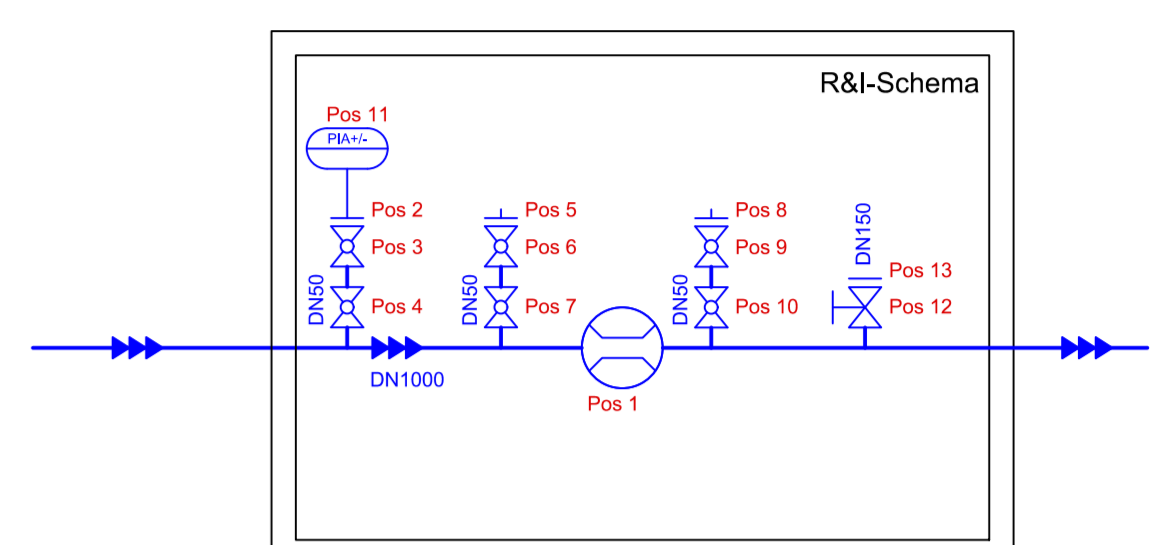 R&I-Schema
Pos 11
PIA+/-
Pos 2
Pos 5
Pos 8
DN150
Pos 3
Pos 6
Pos 9
Pos 13
DN50
Pos 4
DN50
Pos 7
DN50
Pos 10
Pos 12
DN1000
Pos 1